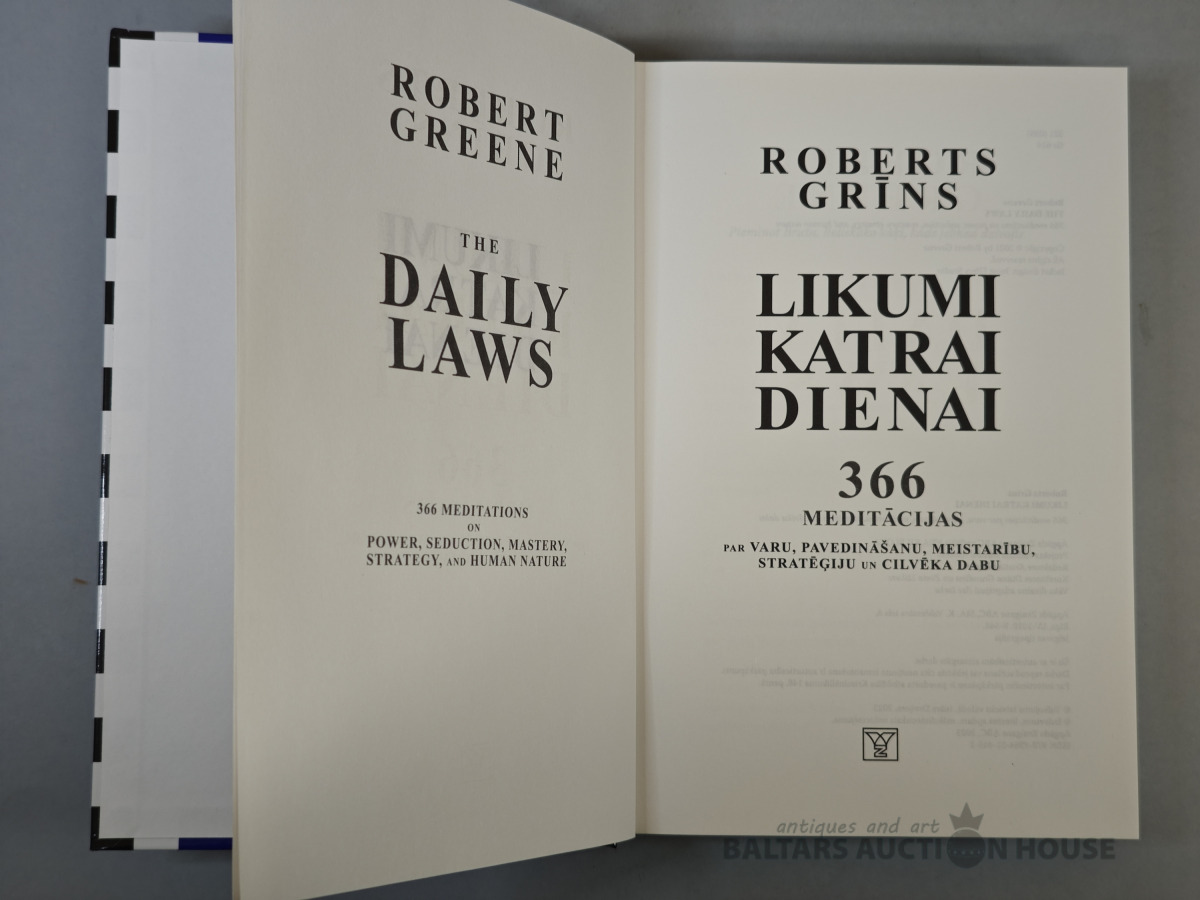 ROBERT
GREENE
THE
DAILY
LAWS
366 MEDITATIONS
ON
POWER, SEDUCTION, MASTERY,
STRATEGY, AND HUMAN NATURE
ROBERTS
GRĪNS
LIKUMI
KATRAI
DIENAI
366
MEDITĀCIJAS
PAR VARU, PAVEDINĀŠANU, MEISTARĪBU,
STRATĒĢIJU UN CILVĒKA DABU
antiques and art
BALTARS AUCTION HOUSE